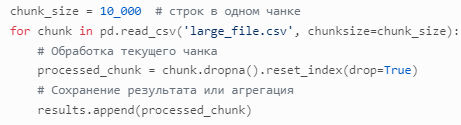 chunk_size = 10_000  # строк в одном чанке
for chunk in pd.read_csv('large_file.csv', chunksize=chunk_size):
    # Обработка текущего чанка
    processed_chunk = chunk.dropna().reset_index(drop=True)
    # Сохранение результата или агрегация
    results.append(processed_chunk)